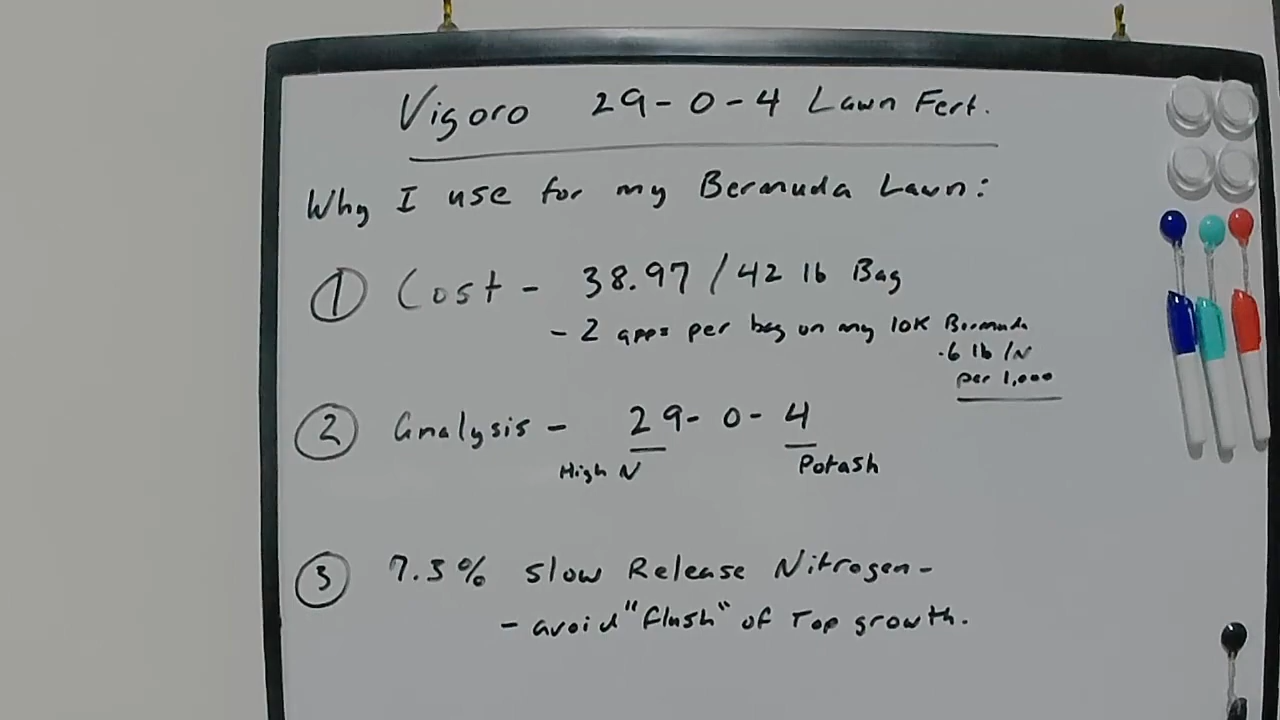 Vigoro 29-0-4 Lawn Fert.
Why I use for my Bermuda Lawn:
① Cost - 38.97 / 42 lb Bag
- 2 apps per bag on my 10K Bermuda
.6 lb /N
per 1,000
② Analysis - 29-0-4
High N Potash
③ 7.5% Slow Release Nitrogen -
- avoid "flush" of Top growth.